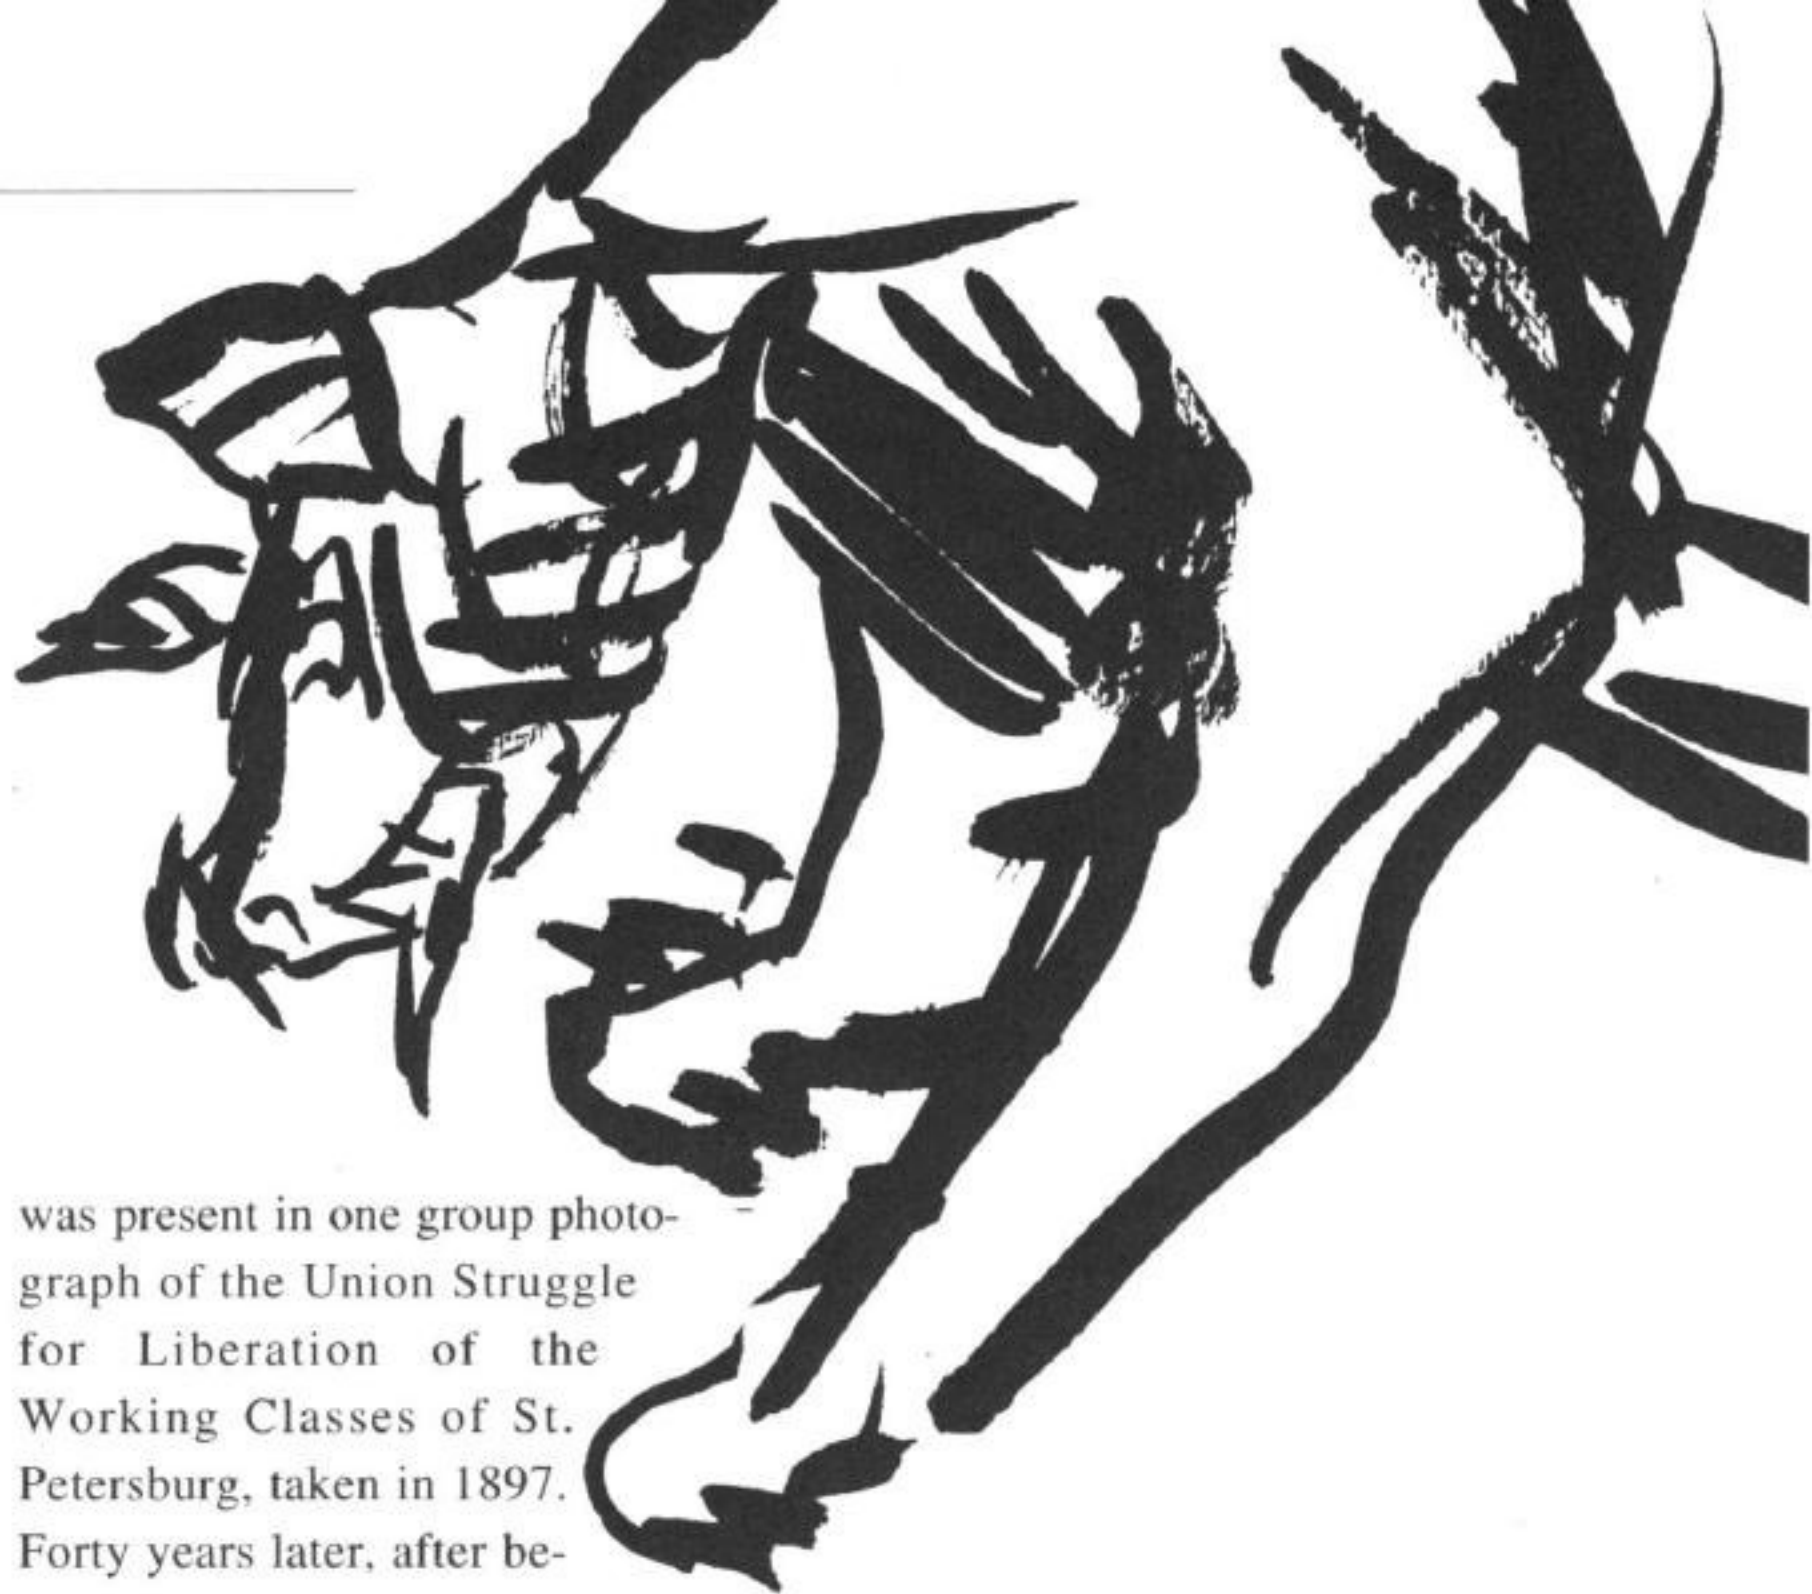 was present in one group photo-
graph of the Union Struggle
for Liberation of the
Working Classes of St.
Petersburg, taken in 1897.
Forty years later, after be-